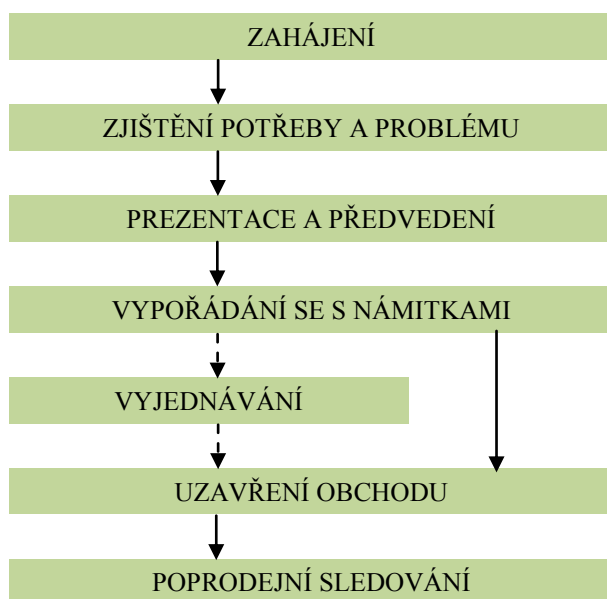 ZAHÁJENÍ
ZJIŠTĚNÍ POTŘEBY A PROBLÉMU
PREZENTACE A PŘEDVEDENÍ
VYPOŘÁDÁNÍ SE S NÁMITKAMI
VYJEDNÁVÁNÍ
UZAVŘENÍ OBCHODU
POPRODEJNÍ SLEDOVÁNÍ